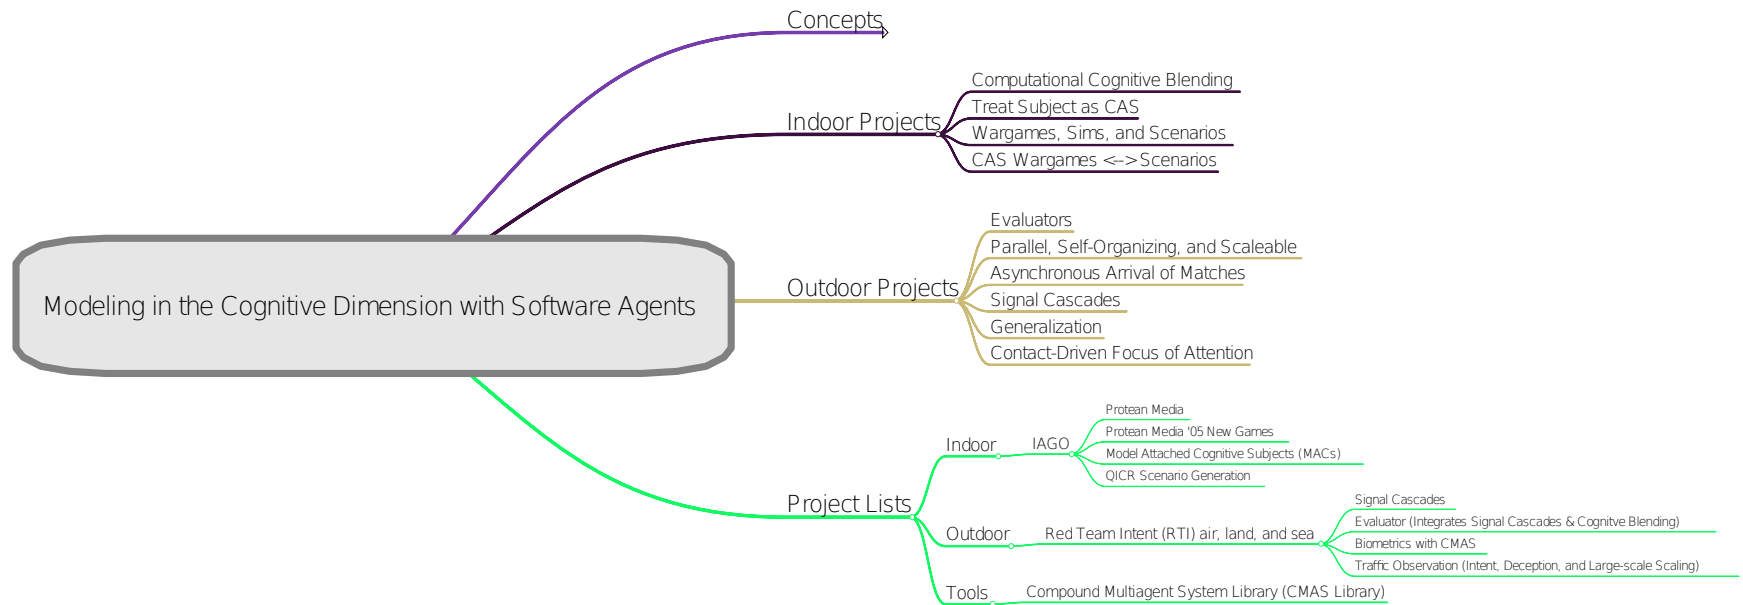 Concepts
Computational Cognitive Blending
Treat Subject as CAS
Indoor Projects
Wargames, Sims, and Scenarios
CAS Wargames <--> Scenarios
Evaluators
Parallel, Self-Organizing, and Scaleable
Asynchronous Arrival of Matches
Outdoor Projects
Signal Cascades
Generalization
Contact-Driven Focus of Attention
Modeling in the Cognitive Dimension with Software Agents
Protean Media
Protean Media '05 New Games
Indoor
IAGO
Model Attached Cognitive Subjects (MACs)
QICR Scenario Generation
Project Lists
Signal Cascades
Evaluator (Integrates Signal Cascades & Cognitve Blending)
Outdoor
Red Team Intent (RTI) air, land, and sea
Biometrics with CMAS
Traffic Observation (Intent, Deception, and Large-scale Scaling)
Tools
Compound Multiagent System Library (CMAS Library)